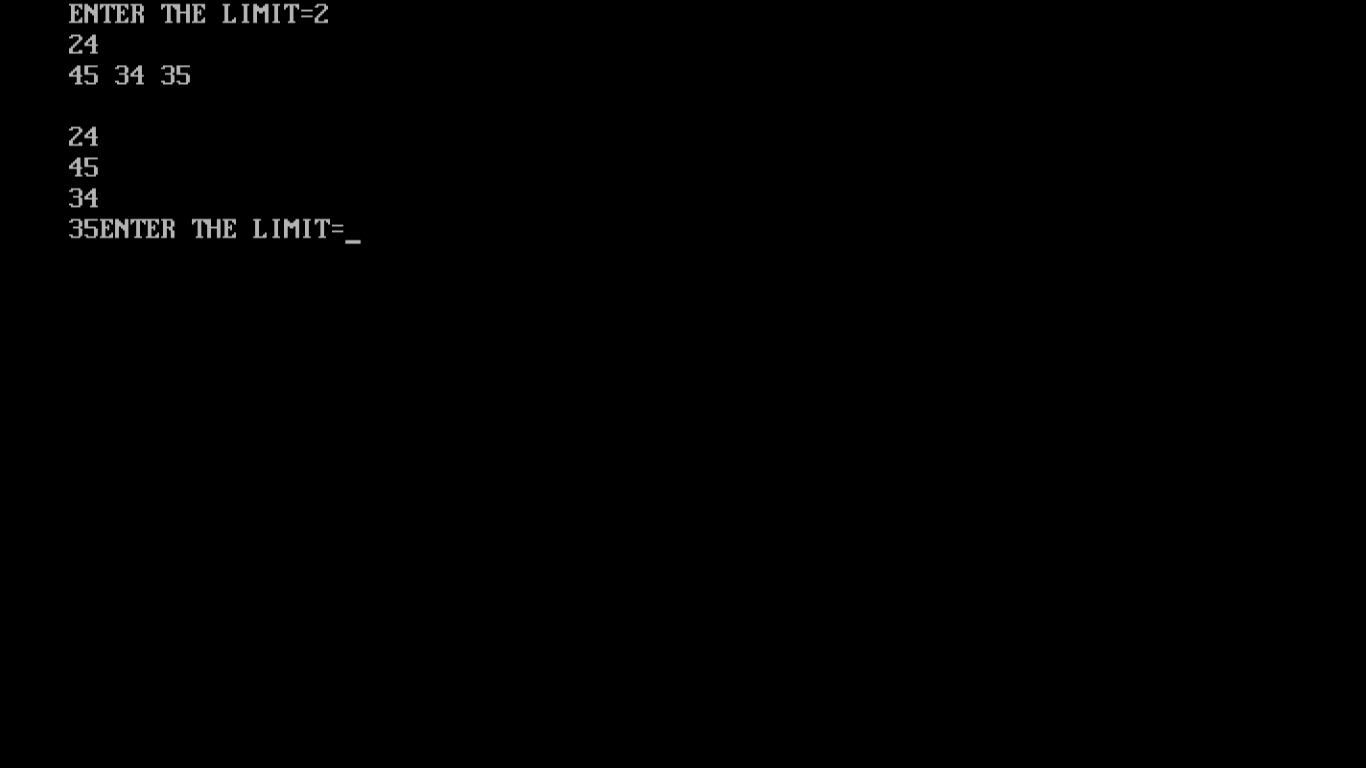 ENTER THE LIMIT=2
24
45 34 35
24
45
34
35ENTER THE LIMIT=_